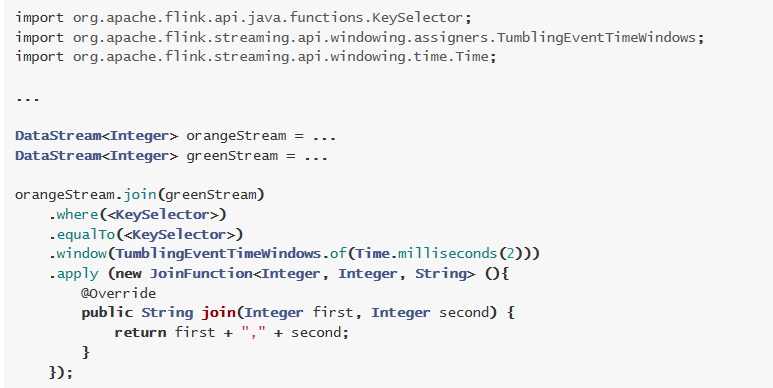 import org.apache.flink.api.java.functions.KeySelector;
import org.apache.flink.streaming.api.windowing.assigners.TumblingEventTimeWindows;
import org.apache.flink.streaming.api.windowing.time.Time;

...

DataStream<Integer> orangeStream = ...
DataStream<Integer> greenStream = ...

orangeStream.join(greenStream)
    .where(<KeySelector>)
    .equalTo(<KeySelector>)
    .window(TumblingEventTimeWindows.of(Time.milliseconds(2)))
    .apply (new JoinFunction<Integer, Integer, String> (){
        @Override
        public String join(Integer first, Integer second) {
            return first + "," + second;
        }
    });